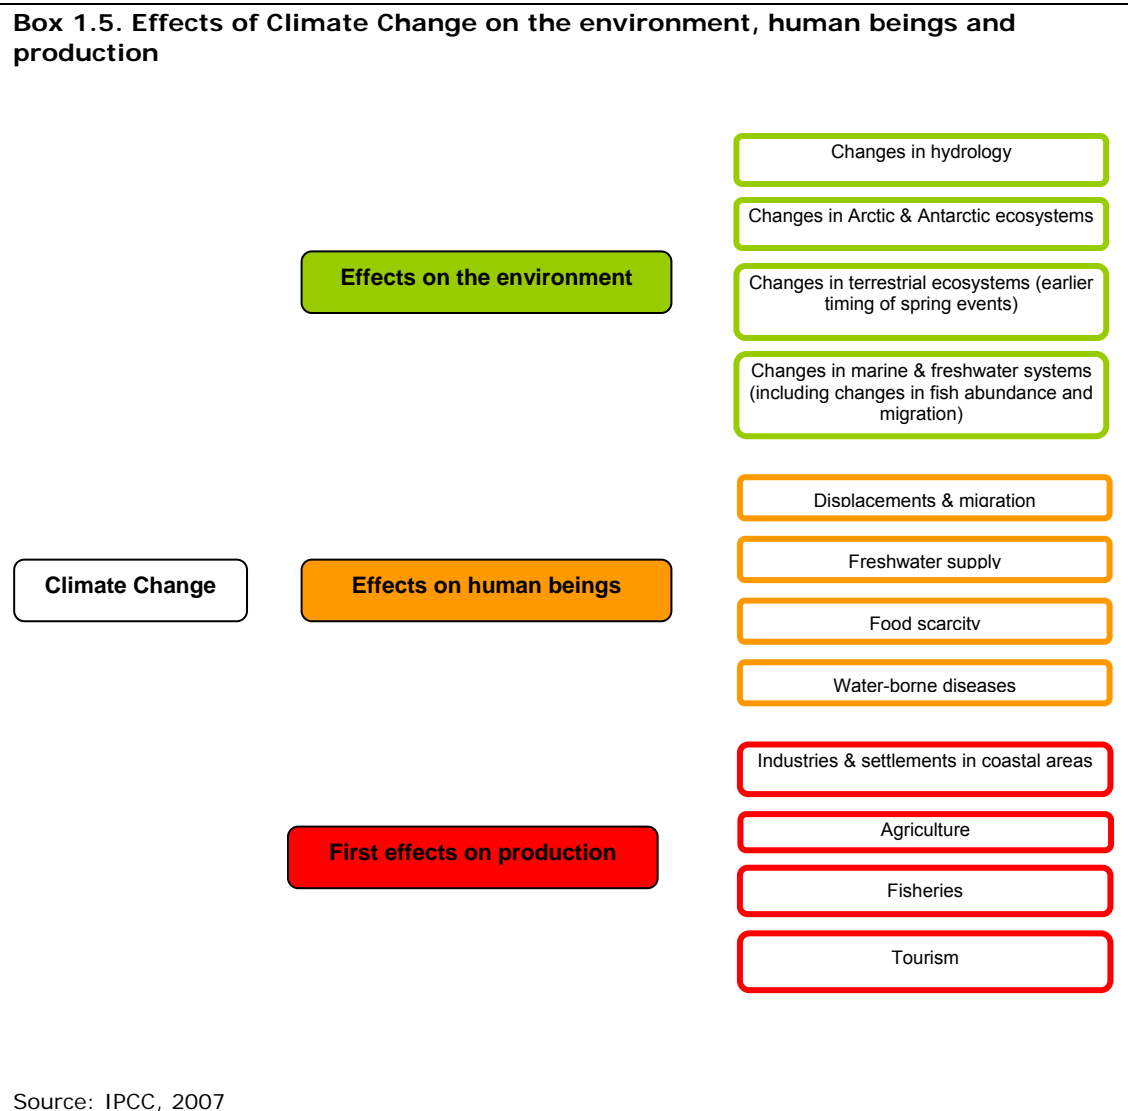 Box 1.5. Effects of Climate Change on the environment, human beings and
production
Changes in hydrology
Changes in Arctic & Antarctic ecosystems
Effects on the environment
Changes in terrestrial ecosystems (earlier
timing of spring events)
Changes in marine & freshwater systems
(including changes in fish abundance and
migration)
Displacements & migration
Climate Change
Effects on human beings
Freshwater supply
Food scarcity
Water-borne diseases
Industries & settlements in coastal areas
First effects on production
Agriculture
Fisheries
Tourism
Source: IPCC, 2007